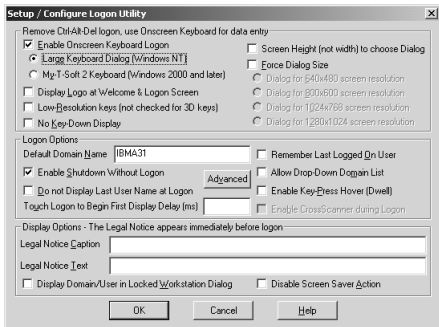 Setup / Configure Logon Utility
Remove Ctrl-Alt-Del logon, use Onscreen Keyboard for data entry
Enable Onscreen Keyboard Logon
Large Keyboard Dialog (Windows NT)
My-T-Soft 2 Keyboard (Windows 2000 and later)
Display Logo at Welcome & Logon Screen
Low-Resolution keys (not checked for 3D keys)
No Key-Down Display
Screen Height (not width) to choose Dialog
Force Dialog Size
Dialog for 640x480 screen resolution
Dialog for 800x600 screen resolution
Dialog for 1024x768 screen resolution
Dialog for 1280x1024 screen resolution
Logon Options
Default Domain Name IBMA31
Enable Shutdown Without Logon
Do not Display Last User Name at Logon
Advanced
Touch Logon to Begin First Display Delay (ms)
Remember Last Logged On User
Allow Drop-Down Domain List
Enable Key-Press Hover (Dwell)
Enable CrossScanner during Logon
Display Options - The Legal Notice appears immediately before logon
Legal Notice Caption
Legal Notice Text
Display Domain/User in Locked Workstation Dialog
Disable Screen Saver Action
OK
Cancel
Help